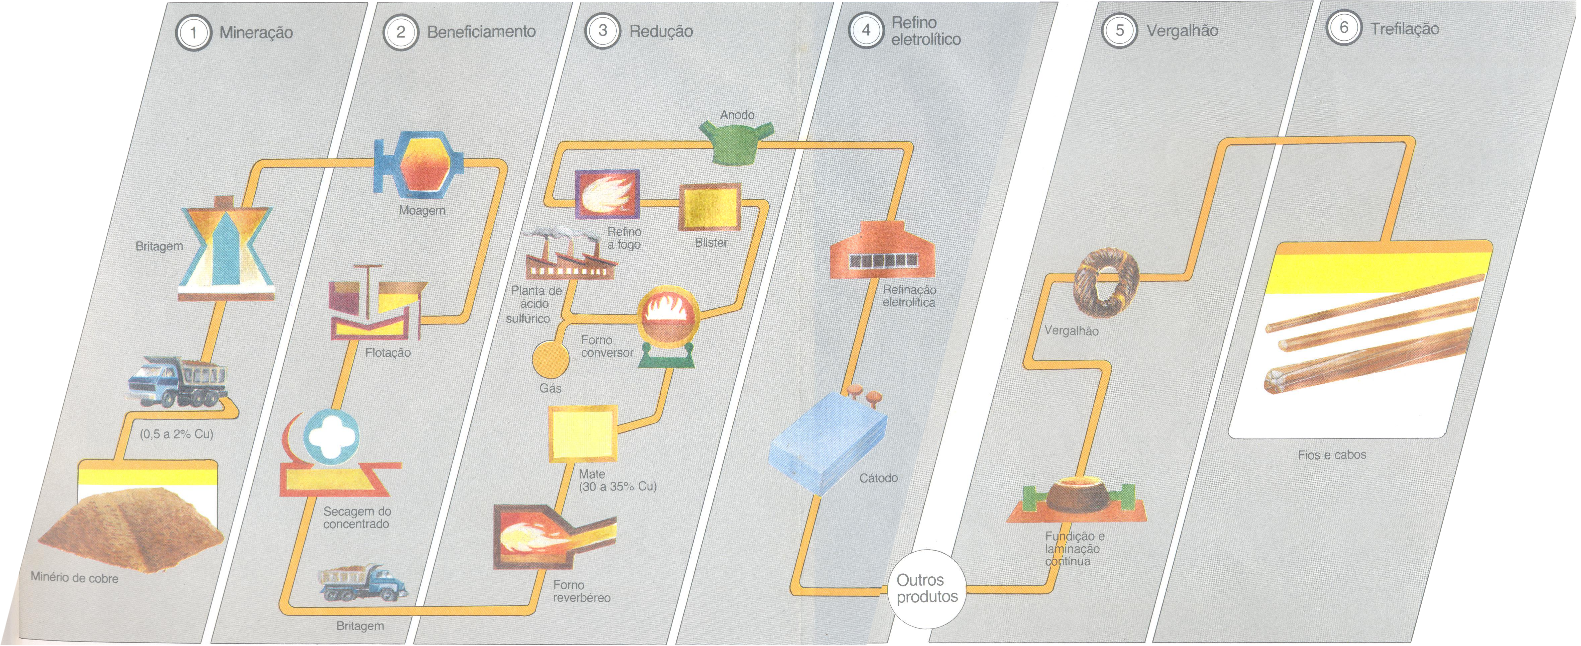 1 Mineração
Britagem
(0,5 a 2% Cu)
Minério de cobre
2 Beneficiamento
Moagem
Flotação
Secagem do
concentrado
Britagem
3 Redução
Anodo
Refino
a fogo
Blister
Planta de
ácido
sulfúrico
Forno
conversor
Gás
Mate
(30 a 35% Cu)
Forno
reverbéreo
4 Refino
eletrolítico
Refinação
eletrolítica
Cátodo
Outros
produtos
5 Vergalhão
Vergalhão
Fundição e
laminação
contínua
6 Trefilação
Fios e cabos